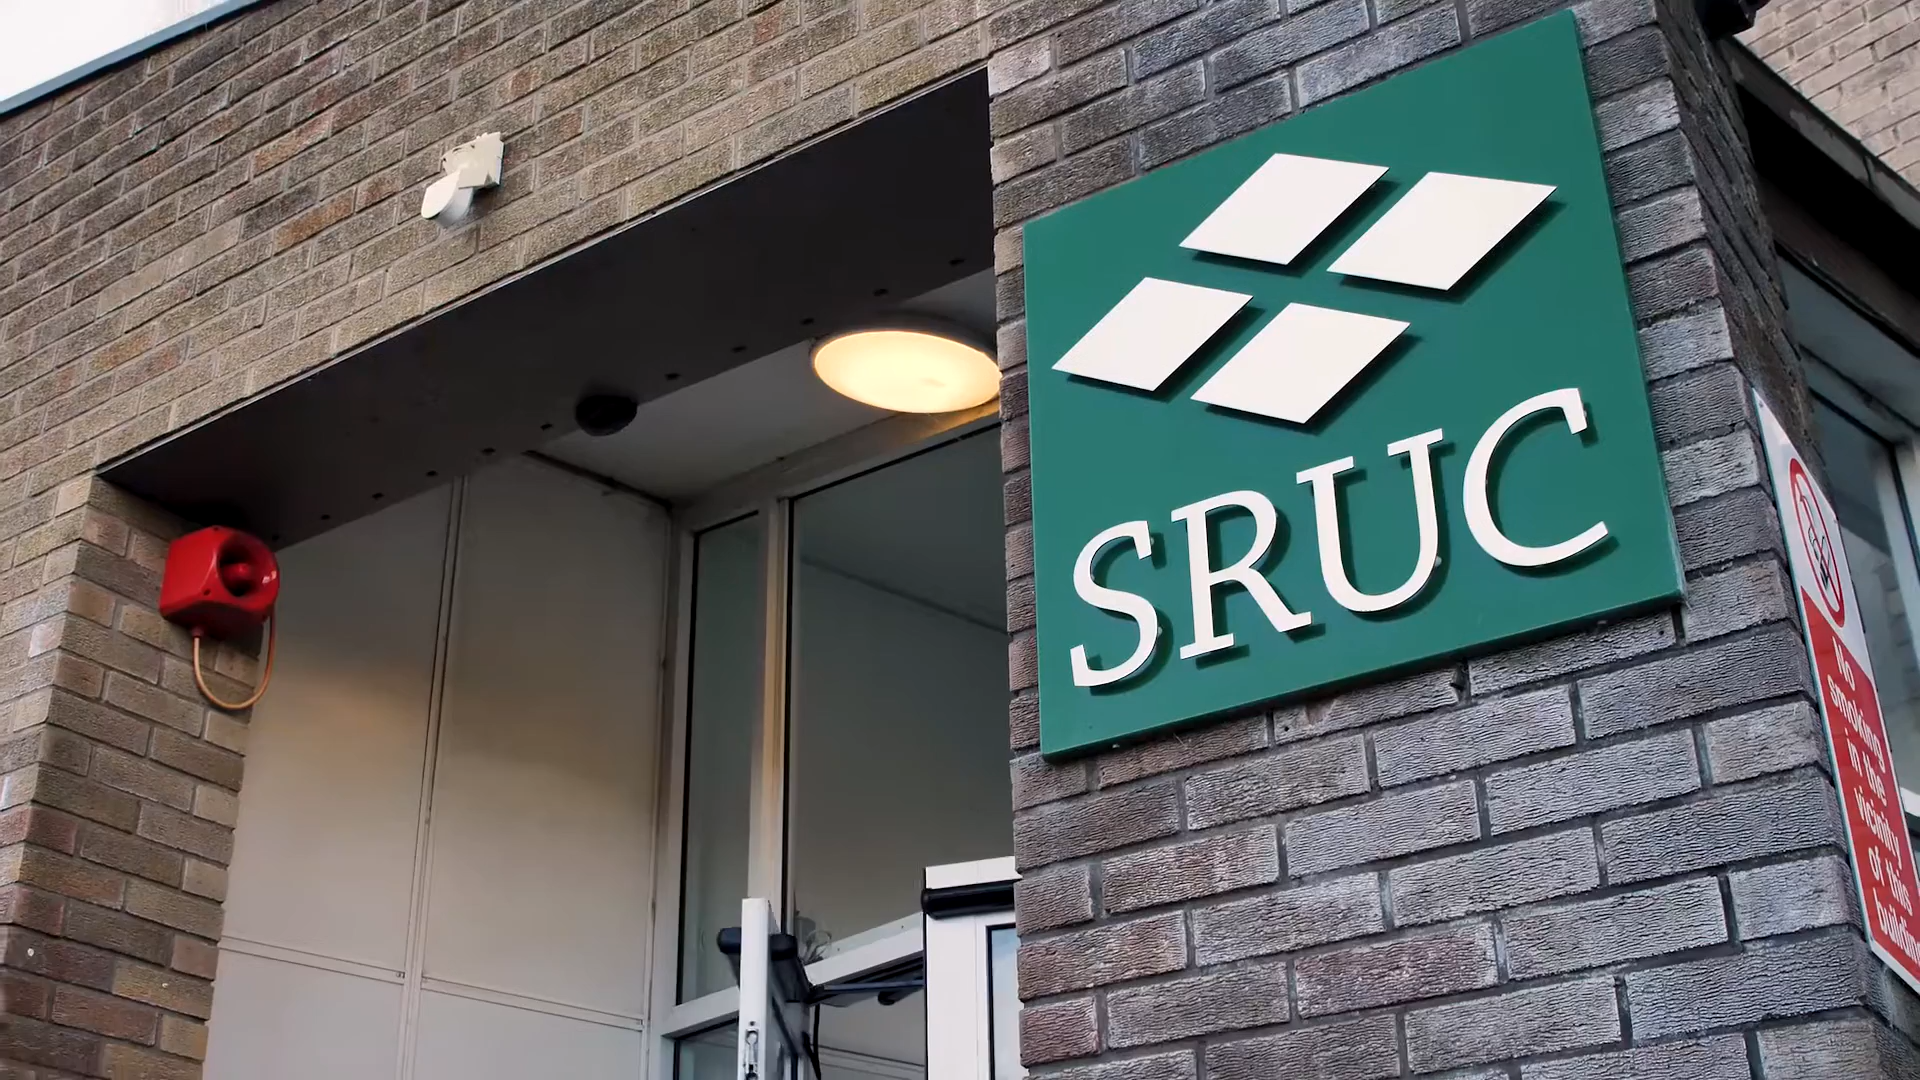 SRUC
No
smoking
in the
vicinity
of this
building